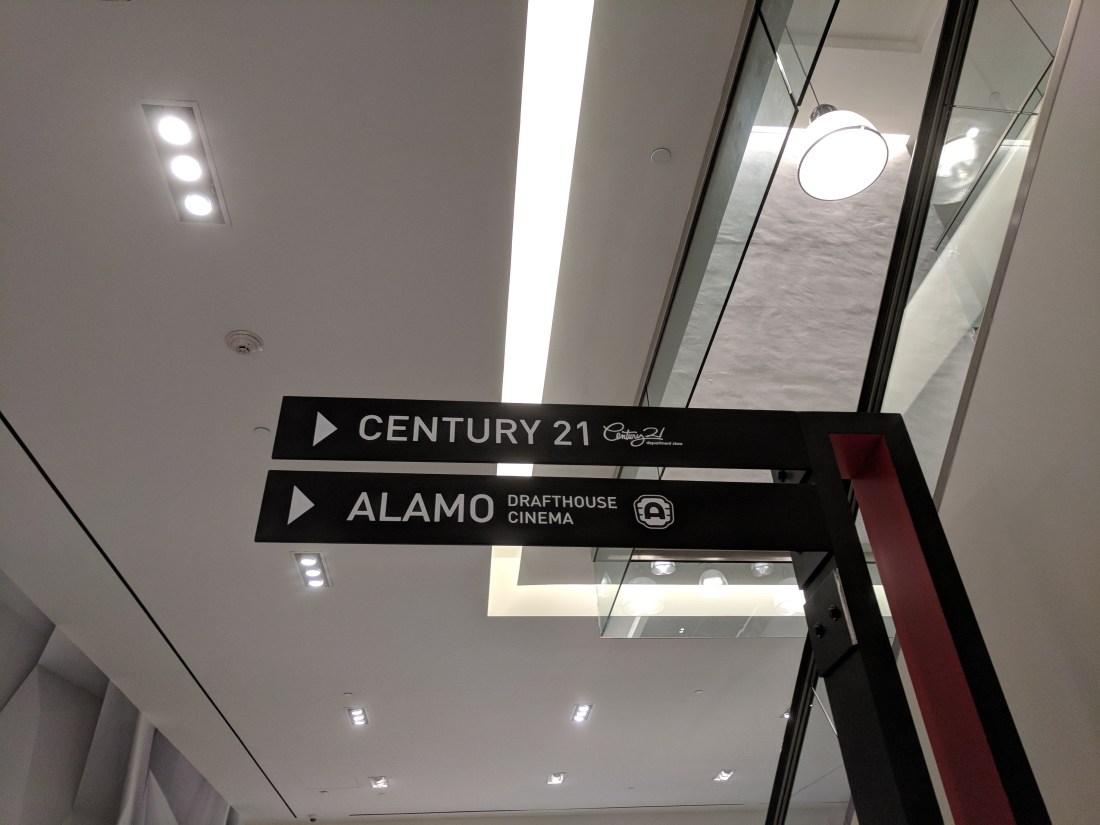 CENTURY 21 Century 21
department store
ALAMO DRAFTHOUSE
CINEMA A